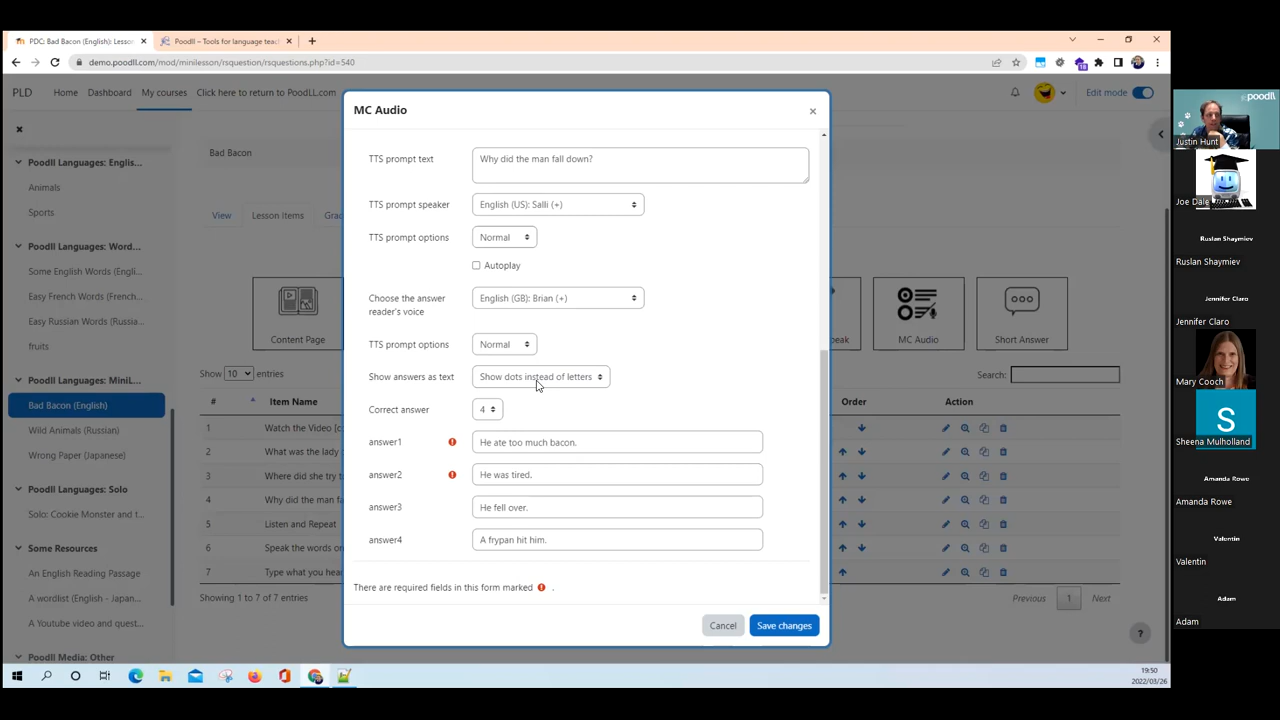 PDC: Bad Bacon (English): Lesso
Poodll – Tools for language teac
demo.poodll.com/mod/minilesson/rsquestion/rsquestions.php?id=540
18
PLD
Home
Dashboard
My courses
Click here to return to PoodLL.com
Edit mode
Poodll Languages: Englis...
Animals
Sports
Poodll Languages: Word...
Some English Words (Engli...
Easy French Words (French...
Easy Russian Words (Russia...
fruits
Poodll Languages: MiniL...
Bad Bacon (English)
Wild Animals (Russian)
Wrong Paper (Japanese)
Poodll Languages: Solo
Solo: Cookie Monster and t...
Some Resources
An English Reading Passage
A wordlist (English - Japan...
A Youtube video and quest...
Poodll Media: Other
Bad Bacon
View
Lesson Items
Grad
Content Page
eak
MC Audio
Short Answer
Show 10 entries
Search:
#
Item Name
Order
Action
1 Watch the Video [c
2 What was the lady
3 Where did she try t
4 Why did the man fa
5 Listen and Repeat
6 Speak the words on
7 Type what you hea
Showing 1 to 7 of 7 entries
Previous
1
Next
?
MC Audio
×
TTS prompt text
Why did the man fall down?
TTS prompt speaker
English (US): Salli (+)
TTS prompt options
Normal
Autoplay
Choose the answer
reader's voice
English (GB): Brian (+)
TTS prompt options
Normal
Show answers as text
Show dots instead of letters
Correct answer
4
answer1
He ate too much bacon.
answer2
He was tired.
answer3
He fell over.
answer4
A frypan hit him.
There are required fields in this form marked .
Cancel
Save changes
19:50
2022/03/26
poodll
Justin Hunt
Joe Dale
Ruslan Shaymiev
Ruslan Shaymiev
Jennifer Claro
Jennifer Claro
Mary Cooch
Sheena Mulholland
Amanda Rowe
Amanda Rowe
Valentin
Valentin
Adam
Adam